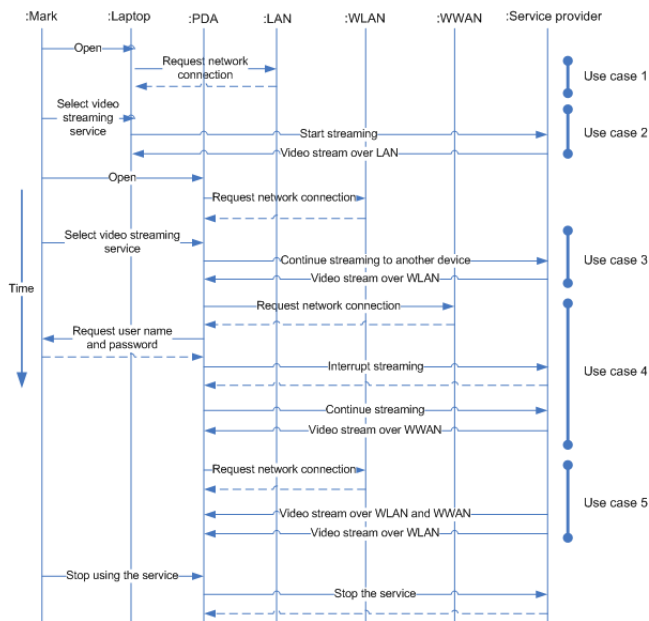 :Mark :Laptop :PDA :LAN :WLAN :WWAN :Service provider
Open
Request network
connection
Use case 1
Select video
streaming
service
Start streaming
Use case 2
Video stream over LAN
Open
Request network connection
Select video streaming
service
Continue streaming to another device
Use case 3
Video stream over WLAN
Time
Request network connection
Request user name
and password
Interrupt streaming
Use case 4
Continue streaming
Video stream over WWAN
Request network connection
Use case 5
Video stream over WLAN and WWAN
Video stream over WLAN
Stop using the service
Stop the service